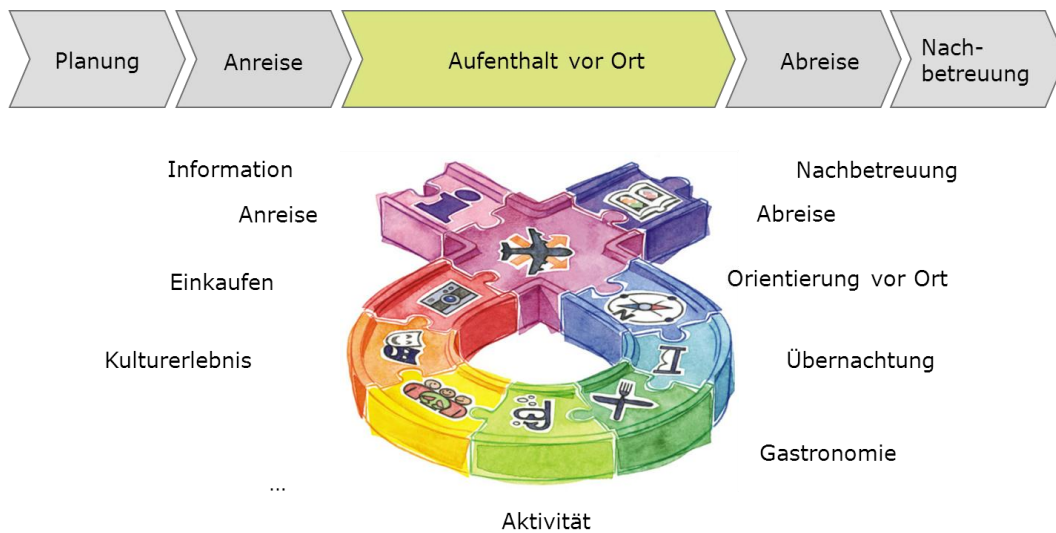 Planung
Anreise
Aufenthalt vor Ort
Abreise
Nach-
betreuung
Information
Nachbetreuung
Anreise
Abreise
Einkaufen
Orientierung vor Ort
Kulturerlebnis
Übernachtung
Gastronomie
...
Aktivität
N